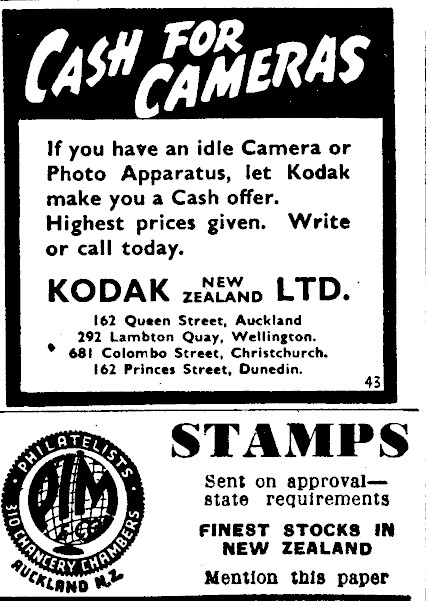 CASH FOR
CAMERAS
If you have an idle Camera or
Photo Apparatus, let Kodak
make you a Cash offer.
Highest prices given. Write
or call today.
KODAK NEW ZEALAND LTD.
162 Queen Street, Auckland
292 Lambton Quay, Wellington.
681 Colombo Street, Christchurch.
162 Princes Street, Dunedin.
43
PHILATELISTS
PIM
& CO
310 CHANCERY CHAMBERS
AUCKLAND N.Z
STAMPS
Sent on approval—
state requirements
FINEST STOCKS IN
NEW ZEALAND
Mention this paper